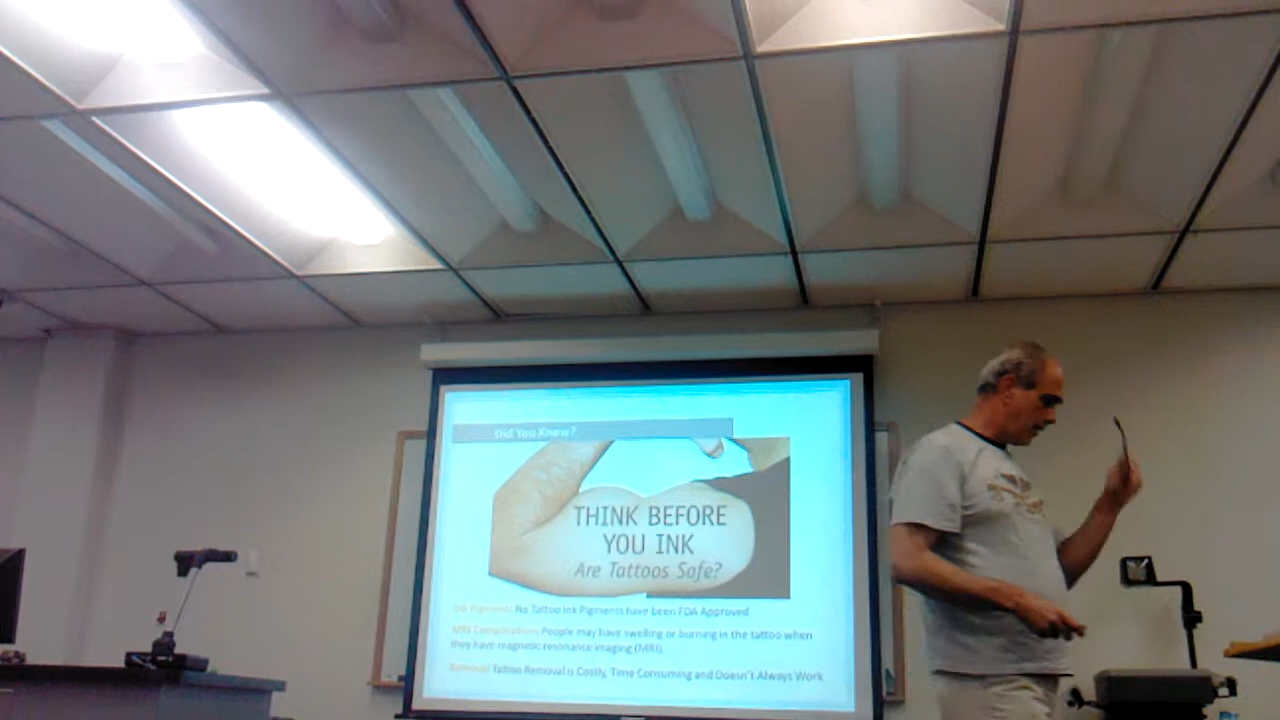 Did You Know?
THINK BEFORE
YOU INK
Are Tattoos Safe?
Ink Pigments No Tattoo Ink Pigments have been FDA Approved
MRI Complications People may have swelling or burning in the tattoo when
they have magnetic resonance imaging (MRI).
Removal Tattoo Removal is Costly, Time Consuming and Doesn't Always Work